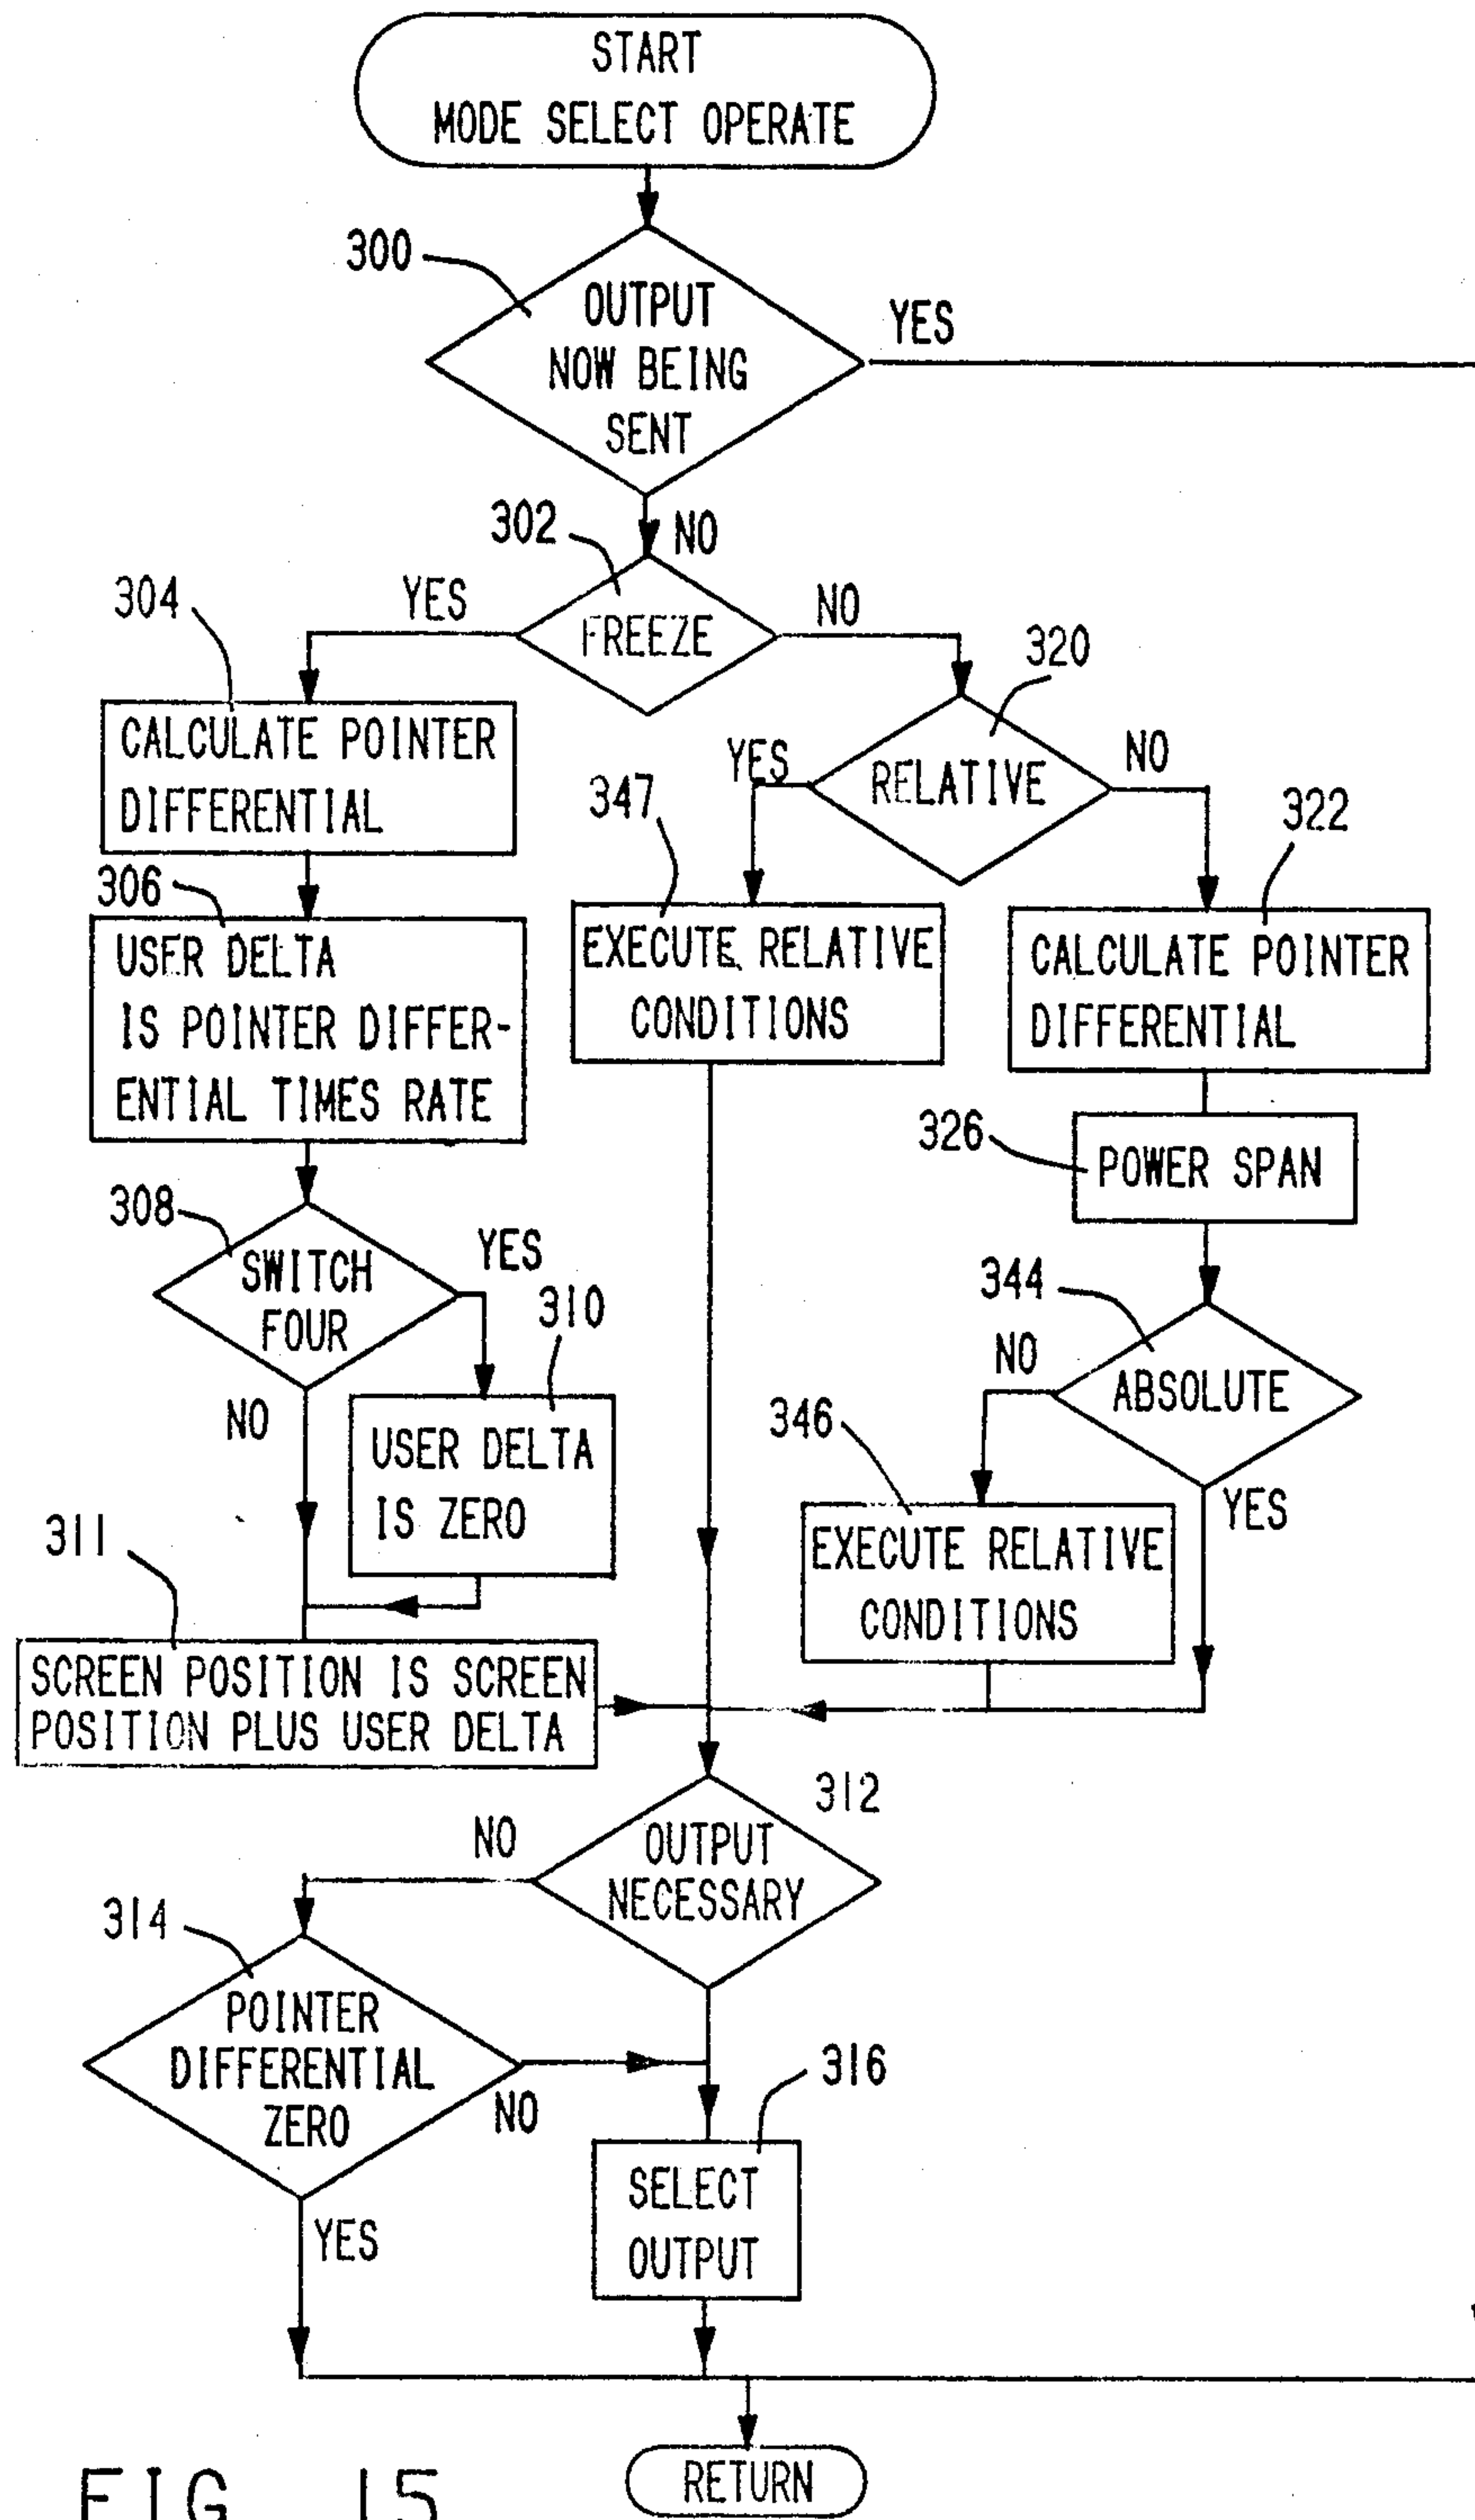 START
MODE SELECT OPERATE
300
OUTPUT
NOW BEING
SENT
YES
302
NO
304
YES
FREEZE
NO
320
CALCULATE POINTER
DIFFERENTIAL
347
YES
RELATIVE
NO
322
306
USER DELTA
IS POINTER DIFFER-
ENTIAL TIMES RATE
EXECUTE RELATIVE
CONDITIONS
CALCULATE POINTER
DIFFERENTIAL
326
POWER SPAN
308
SWITCH
FOUR
YES
310
NO
USER DELTA
IS ZERO
344
NO
ABSOLUTE
346
YES
EXECUTE RELATIVE
CONDITIONS
311
SCREEN POSITION IS SCREEN
POSITION PLUS USER DELTA
312
NO
OUTPUT
NECESSARY
314
POINTER
DIFFERENTIAL
ZERO
NO
316
YES
SELECT
OUTPUT
RETURN
FIG. 15